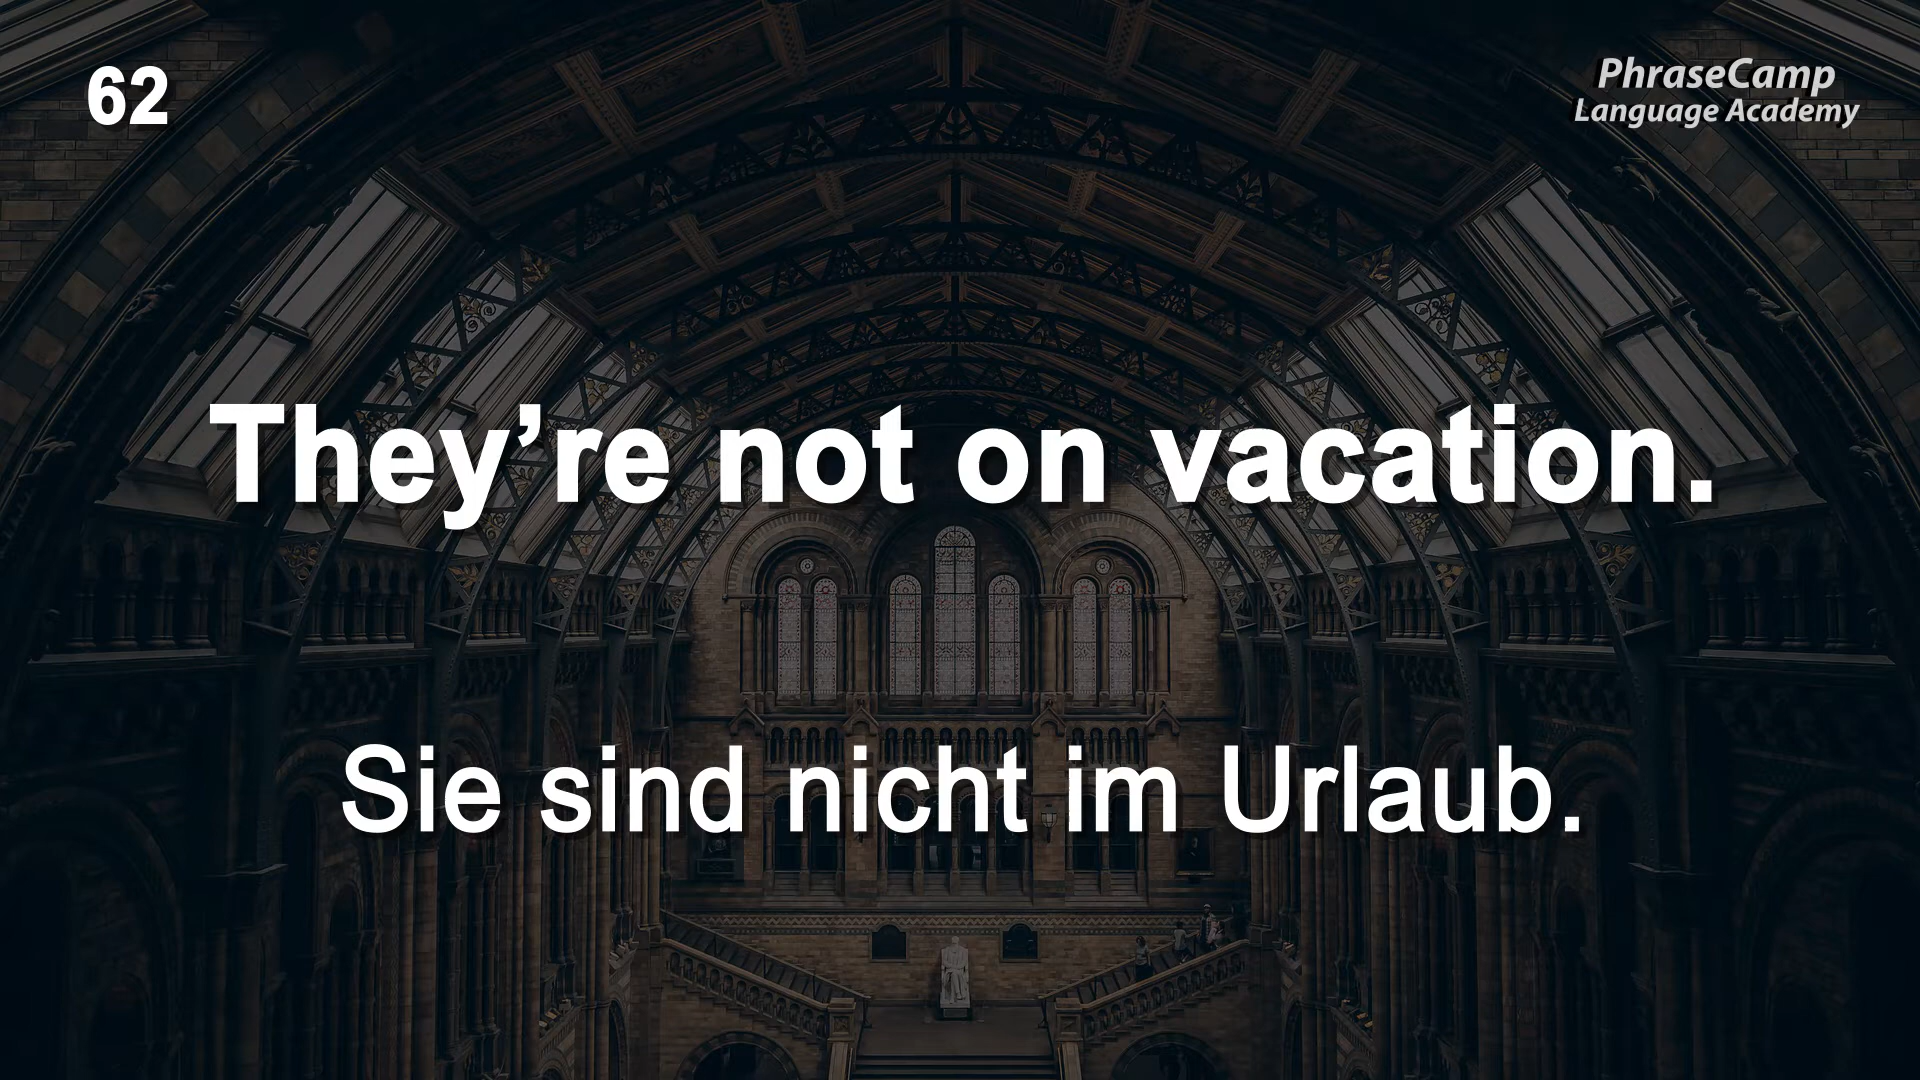 62
PhraseCamp
Language Academy
They’re not on vacation.
Sie sind nicht im Urlaub.